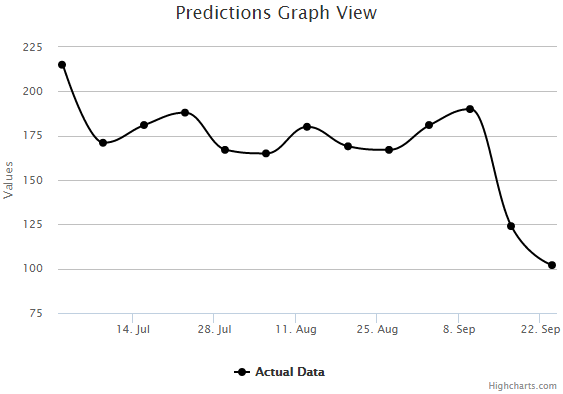 Predictions Graph View
225
200
175
150
125
100
75
Values
14. Jul
28. Jul
11. Aug
25. Aug
8. Sep
22. Sep
Actual Data
Highcharts.com